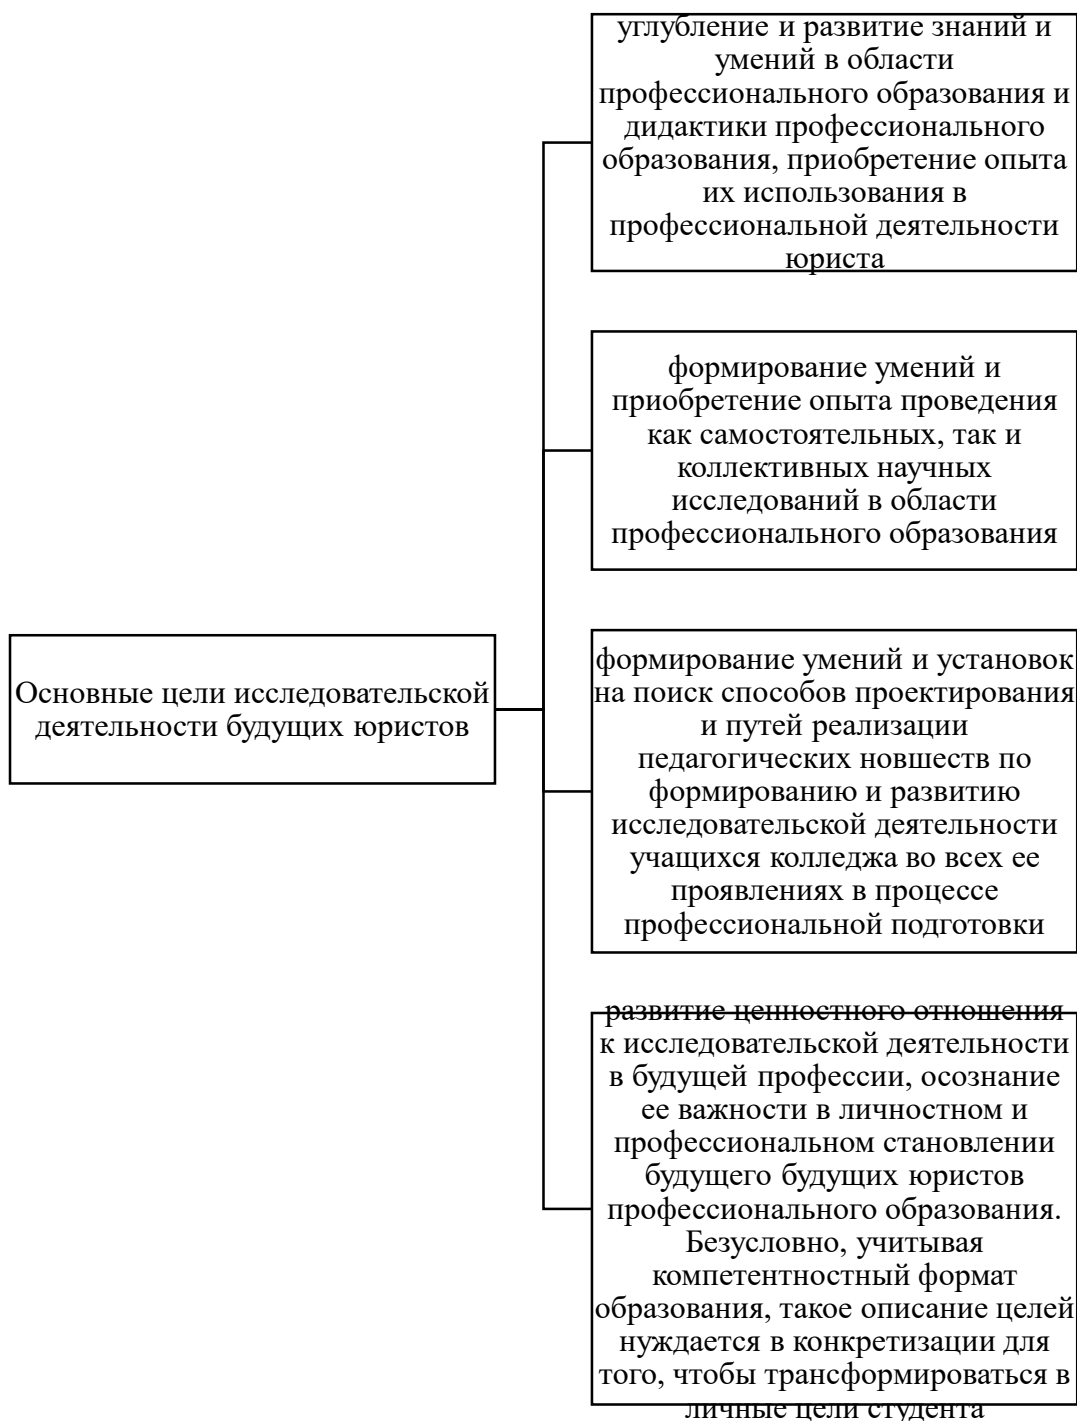 углубление и развитие знаний и
умений в области
профессионального образования и
дидактики профессионального
образования, приобретение опыта
их использования в
профессиональной деятельности
юриста
формирование умений и
приобретение опыта проведения
как самостоятельных, так и
коллективных научных
исследований в области
профессионального образования
Основные цели исследовательской
деятельности будущих юристов
формирование умений и установок
на поиск способов проектирования
и путей реализации
педагогических новшеств по
формированию и развитию
исследовательской деятельности
учащихся колледжа во всех ее
проявлениях в процессе
профессиональной подготовки
развитие ценностного отношения
к исследовательской деятельности
в будущей профессии, осознание
ее важности в личностном и
профессиональном становлении
будущего будущих юристов
профессионального образования.
Безусловно, учитывая
компетентностный формат
образования, такое описание целей
нуждается в конкретизации для
того, чтобы трансформироваться в
личные цели студента